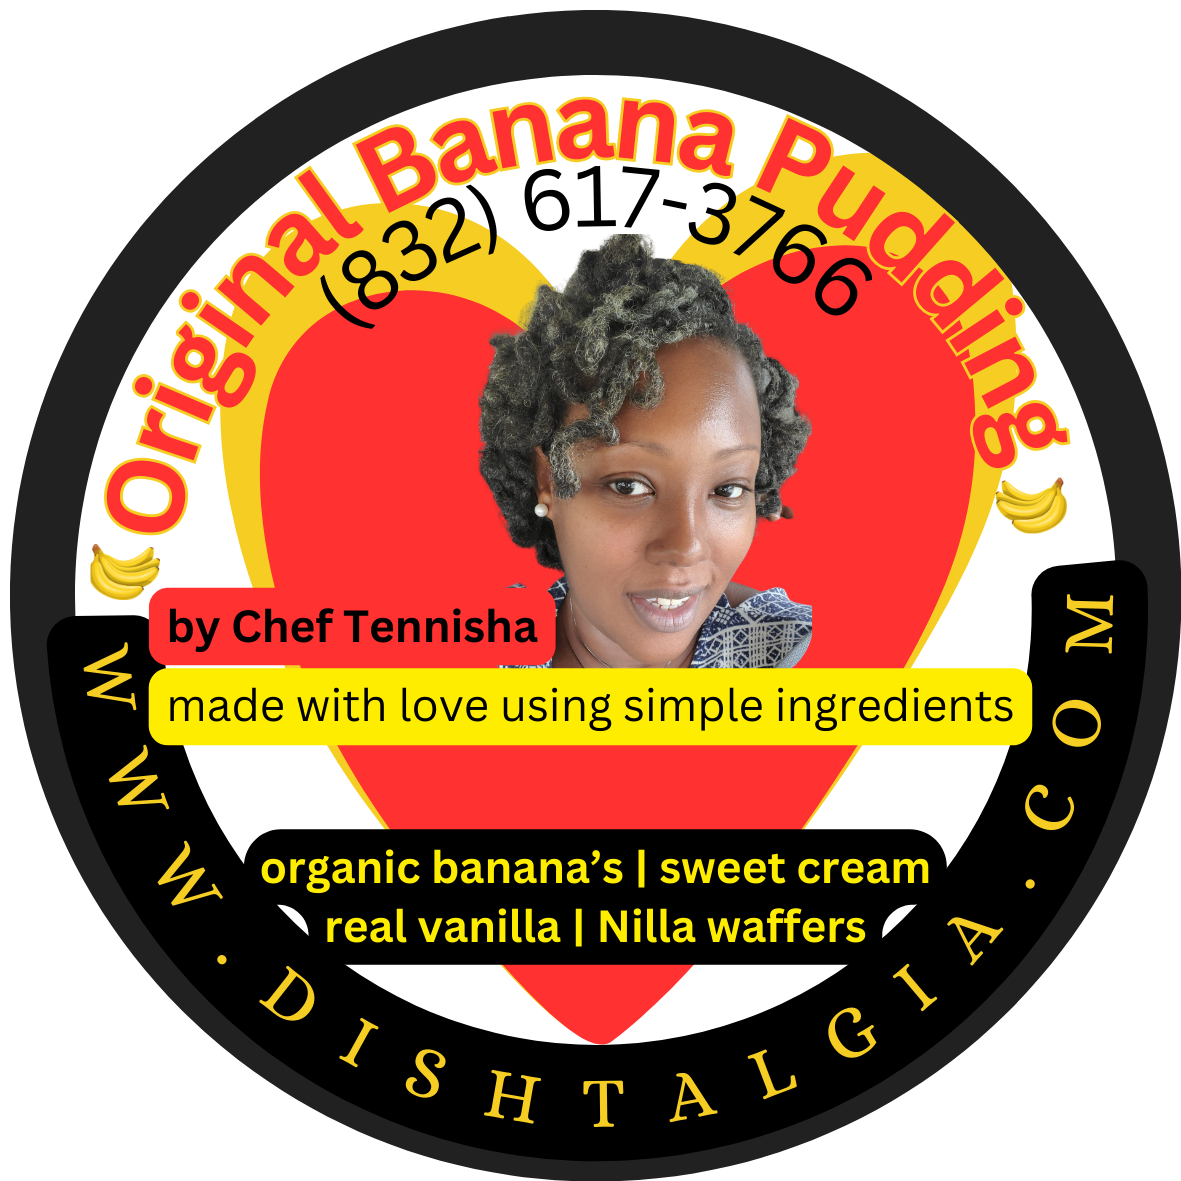 Original Banana Pudding
(832) 617-3766
by Chef Tennisha
made with love using simple ingredients
organic banana’s | sweet cream
real vanilla | Nilla waffers
WWW.DISHTALGIA.COM